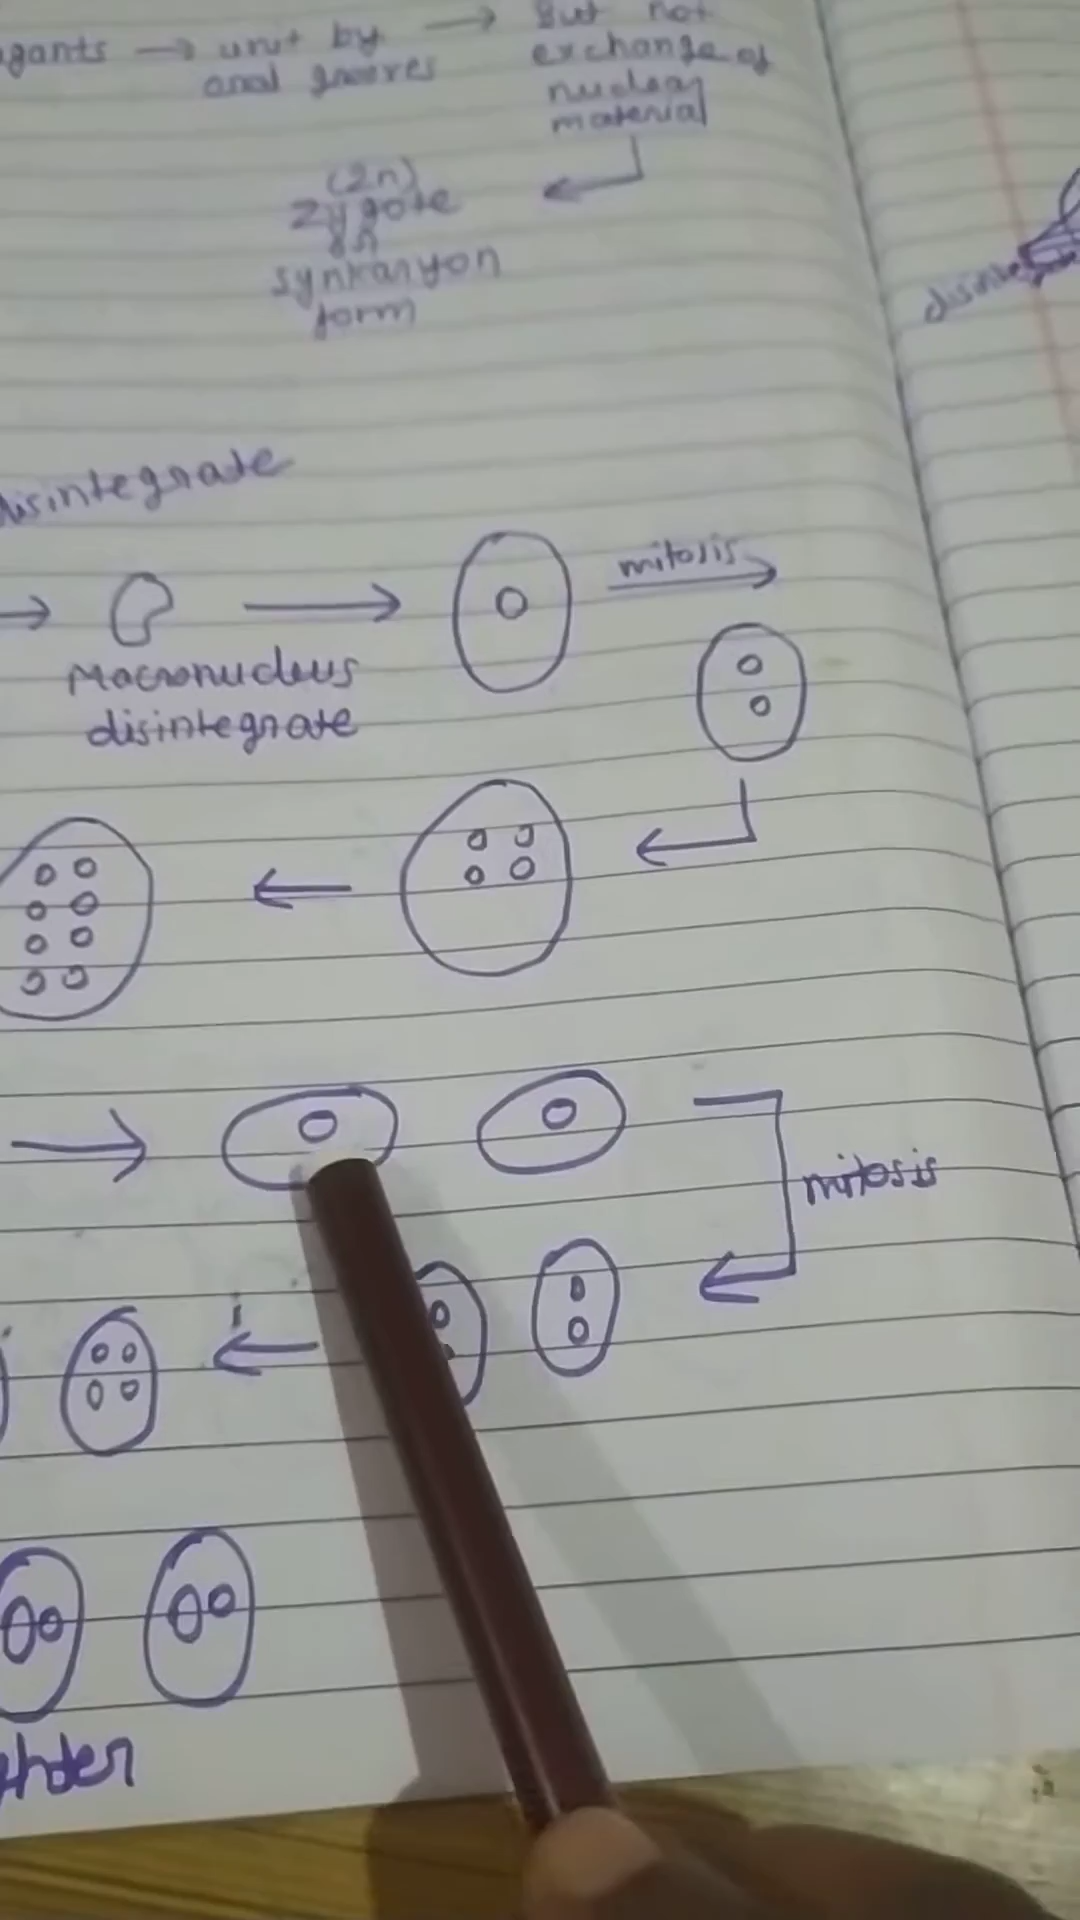 unit by
oral grooves
But not
exchange of
nuclear
material
(2n)
zygote
or
synkaryon
form
disintegrate
disintegrate
Macronucleus
disintegrate
mitosis
mitosis